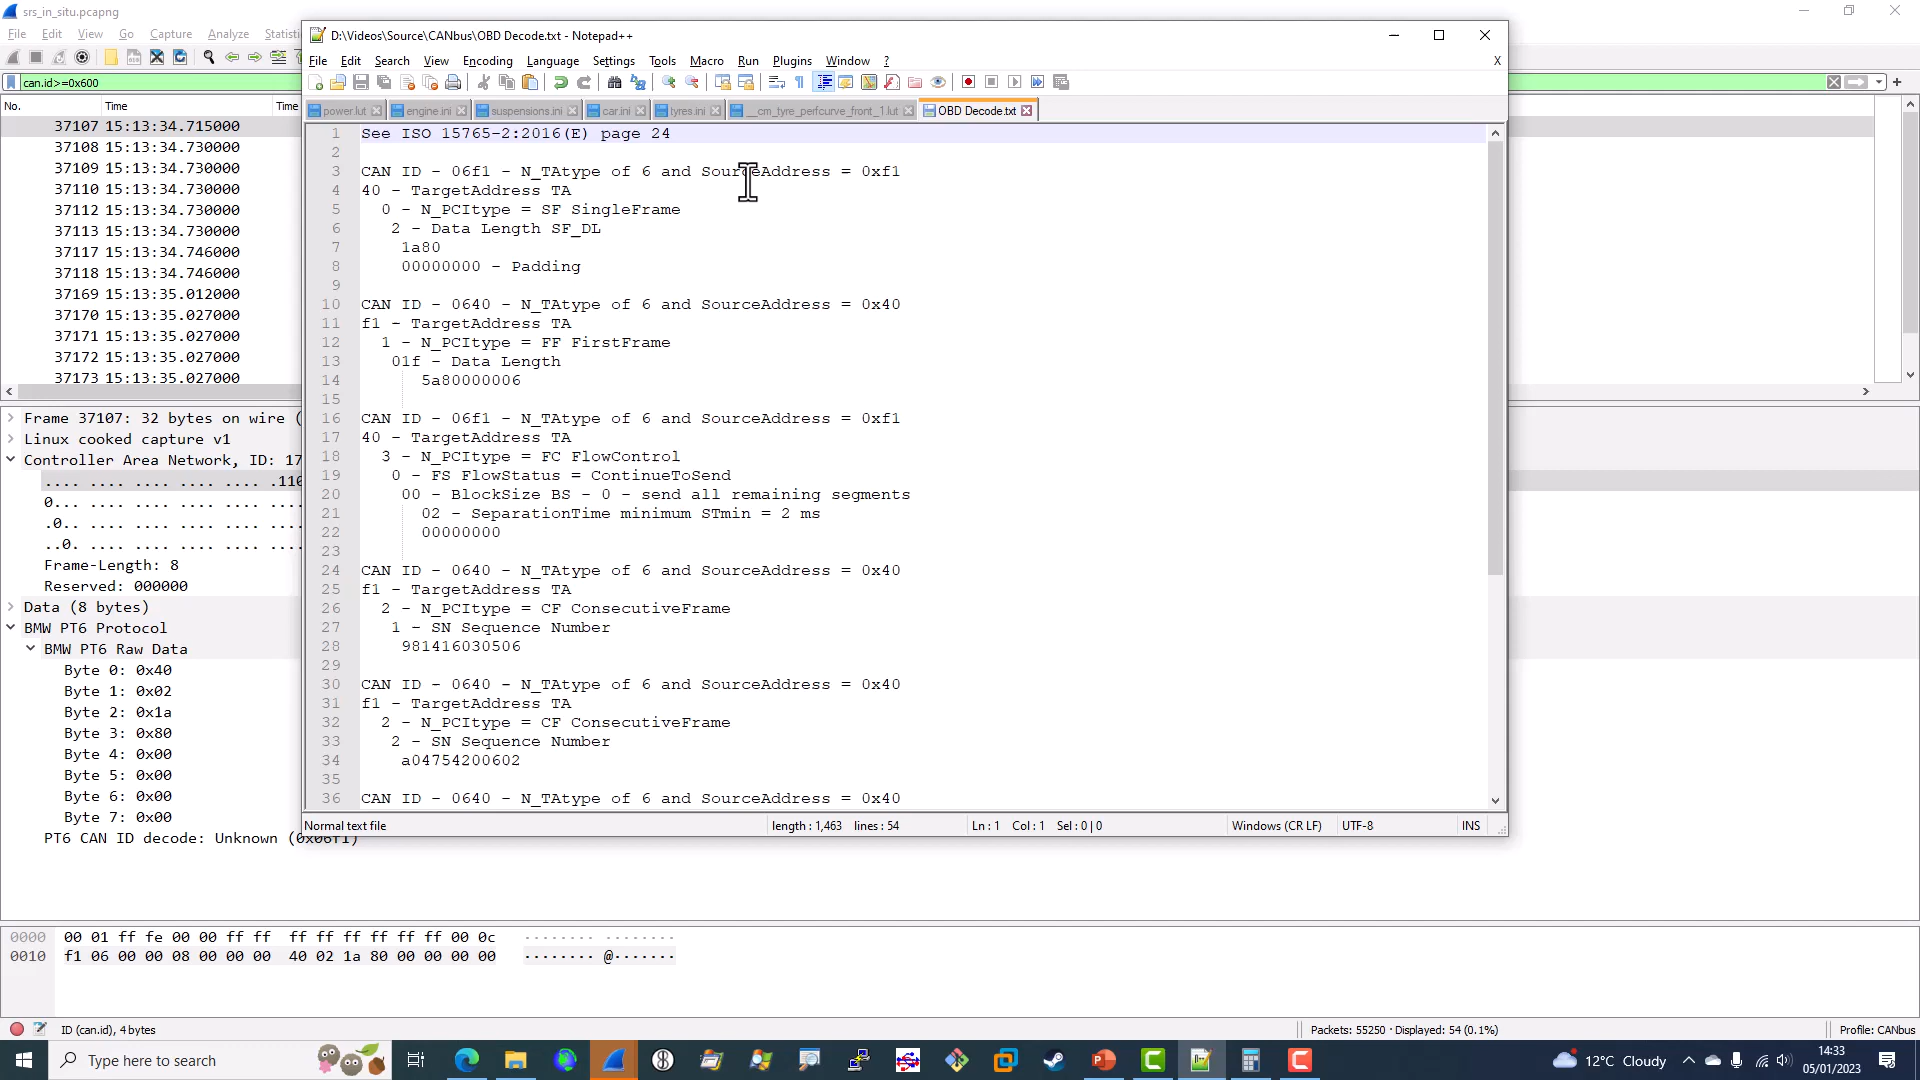 srs_in_situ.pcapng
File Edit View Go Capture Analyze Statisti
can.id>=0x600
No. Time Time
37107 15:13:34.715000
37108 15:13:34.730000
37109 15:13:34.730000
37110 15:13:34.730000
37112 15:13:34.730000
37113 15:13:34.730000
37117 15:13:34.746000
37118 15:13:34.746000
37169 15:13:35.012000
37170 15:13:35.027000
37171 15:13:35.027000
37172 15:13:35.027000
37173 15:13:35.027000
Frame 37107: 32 bytes on wire (
Linux cooked capture v1
Controller Area Network, ID: 17
.... .... .... .... .... .110
0... .... .... .... .... ....
.0.. .... .... .... .... ....
..0. .... .... .... .... ....
Frame-Length: 8
Reserved: 000000
Data (8 bytes)
BMW PT6 Protocol
BMW PT6 Raw Data
Byte 0: 0x40
Byte 1: 0x02
Byte 2: 0x1a
Byte 3: 0x80
Byte 4: 0x00
Byte 5: 0x00
Byte 6: 0x00
Byte 7: 0x00
PT6 CAN ID decode: Unknown (0x06f1)
D:\Videos\Source\CANbus\OBD Decode.txt - Notepad++
File Edit Search View Encoding Language Settings Tools Macro Run Plugins Window ? X
power.lut engine.ini suspensions.ini car.ini tyres.ini __cm_tyre_perfcurve_front_1.lut OBD Decode.txt
1 See ISO 15765-2:2016(E) page 24
2
3 CAN ID - 06f1 - N_TAtype of 6 and SourceAddress = 0xf1
4 40 - TargetAddress TA
5 0 - N_PCItype = SF SingleFrame
6 2 - Data Length SF_DL
7 1a80
8 00000000 - Padding
9
10 CAN ID - 0640 - N_TAtype of 6 and SourceAddress = 0x40
11 f1 - TargetAddress TA
12 1 - N_PCItype = FF FirstFrame
13 01f - Data Length
14 5a80000006
15
16 CAN ID - 06f1 - N_TAtype of 6 and SourceAddress = 0xf1
17 40 - TargetAddress TA
18 3 - N_PCItype = FC FlowControl
19 0 - FS FlowStatus = ContinueToSend
20 00 - BlockSize BS - 0 - send all remaining segments
21 02 - SeparationTime minimum STmin = 2 ms
22 00000000
23
24 CAN ID - 0640 - N_TAtype of 6 and SourceAddress = 0x40
25 f1 - TargetAddress TA
26 2 - N_PCItype = CF ConsecutiveFrame
27 1 - SN Sequence Number
28 981416030506
29
30 CAN ID - 0640 - N_TAtype of 6 and SourceAddress = 0x40
31 f1 - TargetAddress TA
32 2 - N_PCItype = CF ConsecutiveFrame
33 2 - SN Sequence Number
34 a04754200602
35
36 CAN ID - 0640 - N_TAtype of 6 and SourceAddress = 0x40
Normal text file length : 1,463 lines : 54 Ln : 1 Col : 1 Sel : 0 | 0 Windows (CR LF) UTF-8 INS
0000 00 01 ff fe 00 00 ff ff ff ff ff ff ff ff 00 0c ········ ········
0010 f1 06 00 00 08 00 00 00 40 02 1a 80 00 00 00 00 ········ @·······
ID (can.id), 4 bytes Packets: 55250 · Displayed: 54 (0.1%) Profile: CANbus
Type here to search 12°C Cloudy 14:33
05/01/2023